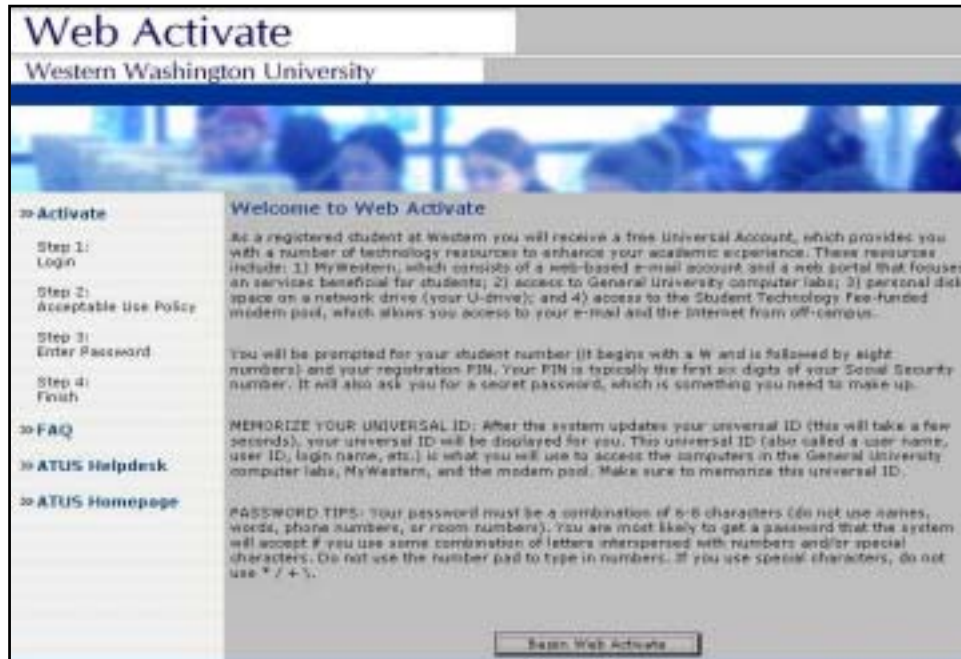 Web Activate
Western Washington University
» Activate
Step 1:
Login
Step 2:
Acceptable Use Policy
Step 3:
Enter Password
Step 4:
Finish
» FAQ
» ATUS Helpdesk
» ATUS Homepage
Welcome to Web Activate
As a registered student at Western you will receive a free Universal Account, which provides you
with a number of technology resources to enhance your academic experience. These resources
include: 1) MyWestern, which consists of a web-based e-mail account and a web portal that focuses
on services beneficial for students; 2) access to General University computer labs; 3) personal disk
space on a network drive (your U-drive); and 4) access to the Student Technology Fee-funded
modem pool, which allows you access to your e-mail and the Internet from off-campus.
You will be prompted for your student number (it begins with a W and is followed by eight
numbers) and your registration PIN. Your PIN is typically the first six digits of your Social Security
number. It will also ask you for a secret password, which is something you need to make up.
MEMORIZE YOUR UNIVERSAL ID: After the system updates your universal ID (this will take a few
seconds), your universal ID will be displayed for you. This universal ID (also called a user name,
user ID, login name, etc.) is what you will use to access the computers in the General University
computer labs, MyWestern, and the modem pool. Make sure to memorize this universal ID.
PASSWORD TIPS: Your password must be a combination of 6-8 characters (do not use names,
words, phone numbers, or room numbers). You are most likely to get a password that the system
will accept if you use some combination of letters interspersed with numbers and/or special
characters. Do not use the number pad to type in numbers. If you use special characters, do not
use * / + \.
Begin Web Activate